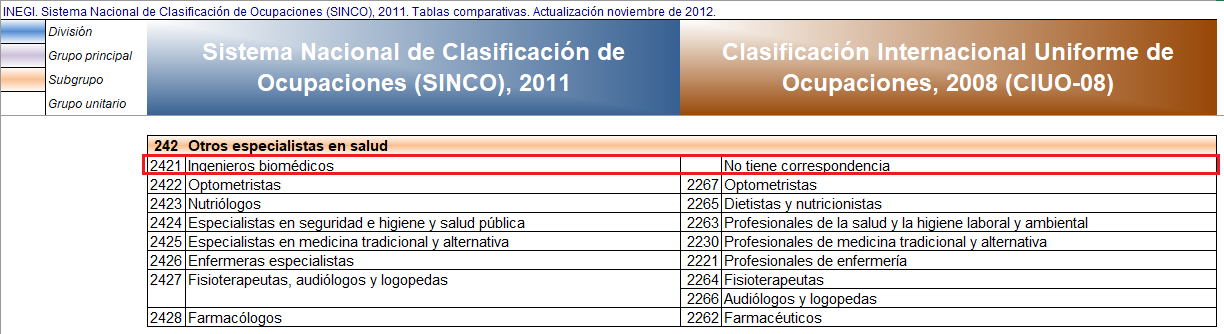 INEGI. Sistema Nacional de Clasificación de Ocupaciones (SINCO), 2011. Tablas comparativas. Actualización noviembre de 2012.
División
Grupo principal
Subgrupo
Grupo unitario
Sistema Nacional de Clasificación de
Ocupaciones (SINCO), 2011
Clasificación Internacional Uniforme de
Ocupaciones, 2008 (CIUO-08)
242 Otros especialistas en salud
2421 Ingenieros biomédicos No tiene correspondencia
2422 Optometristas 2267 Optometristas
2423 Nutriólogos 2265 Dietistas y nutricionistas
2424 Especialistas en seguridad e higiene y salud pública 2263 Profesionales de la salud y la higiene laboral y ambiental
2425 Especialistas en medicina tradicional y alternativa 2230 Profesionales de medicina tradicional y alternativa
2426 Enfermeras especialistas 2221 Profesionales de enfermería
2427 Fisioterapeutas, audiólogos y logopedas 2264 Fisioterapeutas
2266 Audiólogos y logopedas
2428 Farmacólogos 2262 Farmacéuticos